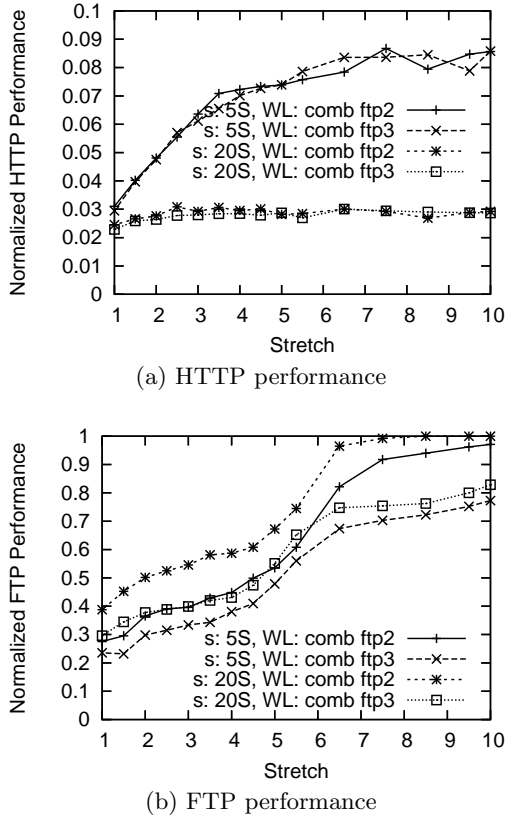 0.1
0.09
0.08
0.07
0.06
0.05
0.04
0.03
0.02
0.01
0
Normalized HTTP Performance
s: 5S, WL: comb ftp2
s: 5S, WL: comb ftp3
s: 20S, WL: comb ftp2
s: 20S, WL: comb ftp3
1 2 3 4 5 6 7 8 9 10
Stretch
(a) HTTP performance
1
0.9
0.8
0.7
0.6
0.5
0.4
0.3
0.2
0.1
0
Normalized FTP Performance
s: 5S, WL: comb ftp2
s: 5S, WL: comb ftp3
s: 20S, WL: comb ftp2
s: 20S, WL: comb ftp3
1 2 3 4 5 6 7 8 9 10
Stretch
(b) FTP performance